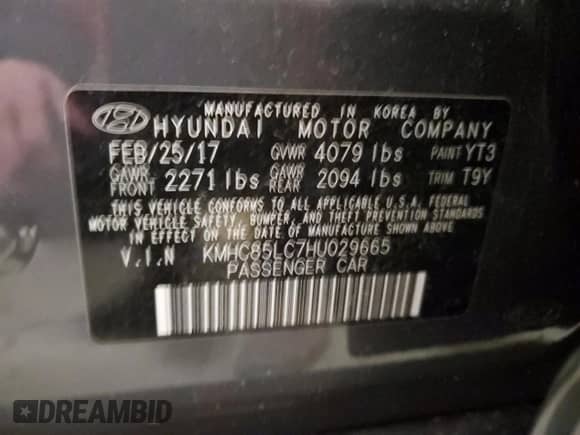 MANUFACTURED IN KOREA BY
HYUNDAI MOTOR COMPANY
FEB/25/17 GVWR 4079 lbs PAINT YT3
GAWR FRONT 2271 lbs GAWR REAR 2094 lbs TRIM T9Y
THIS VEHICLE CONFORMS TO ALL APPLICABLE U.S.A. FEDERAL
MOTOR VEHICLE SAFETY, BUMPER, AND THEFT PREVENTION STANDARDS
IN EFFECT ON THE DATE OF MANUFACTURE SHOWN ABOVE.
V.I.N KMHC85LC7HU029665
PASSENGER CAR
DREAMBID